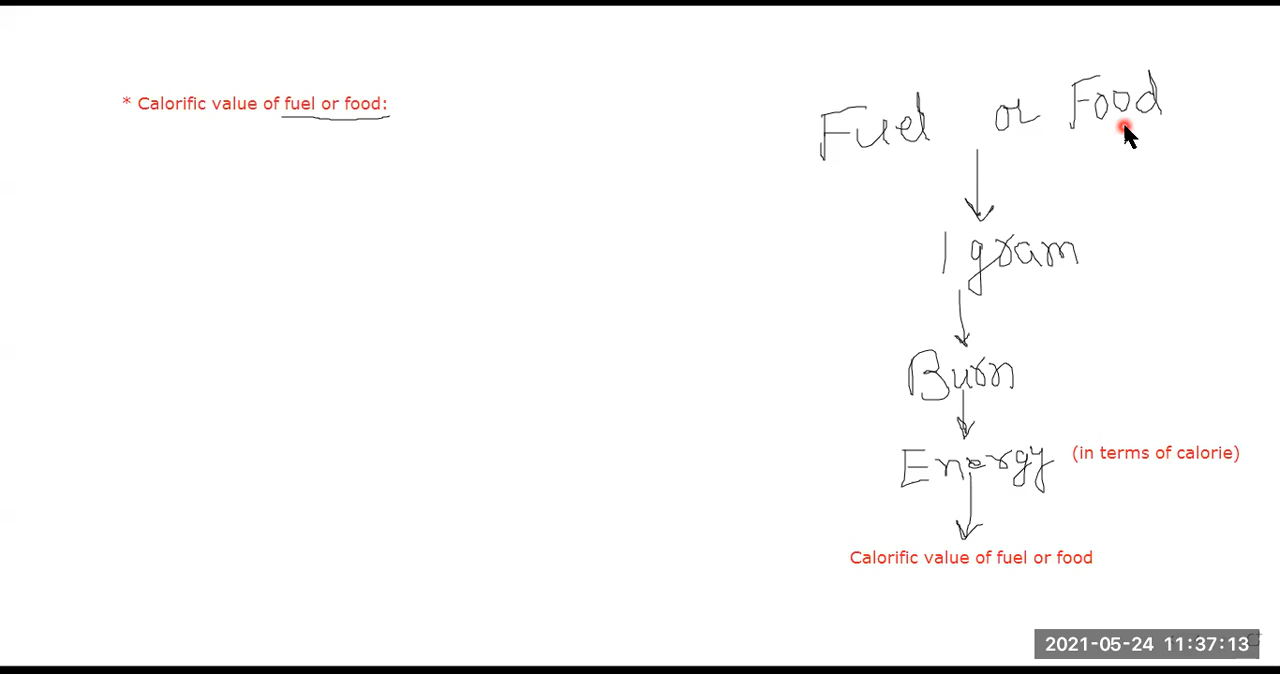 * Calorific value of fuel or food:
Fuel or Food
1 gram
Burn
Energy (in terms of calorie)
Calorific value of fuel or food
2021-05-24 11:37:13